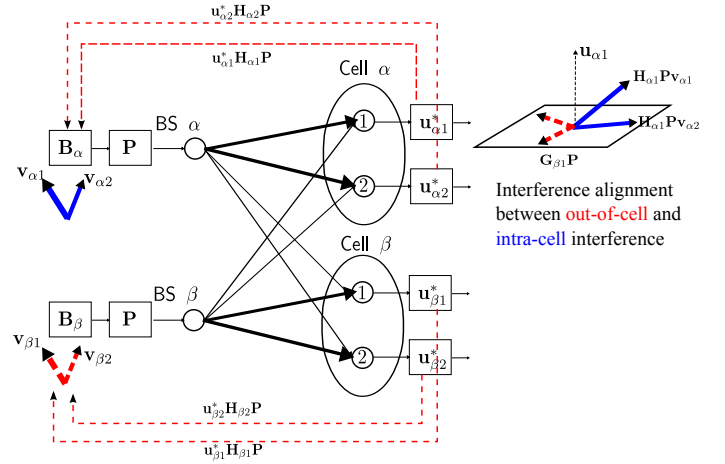 u*α2Hα2P
u*α1Hα1P
Cell α
BS α
Bα
P
1
u*α1
vα1
vα2
2
u*α2
uα1
Hα1Pvα1
Hα1Pvα2
Gβ1P
Interference alignment
between out-of-cell and
intra-cell interference
Cell β
BS β
Bβ
P
1
u*β1
vβ1
vβ2
2
u*β2
u*β2Hβ2P
u*β1Hβ1P